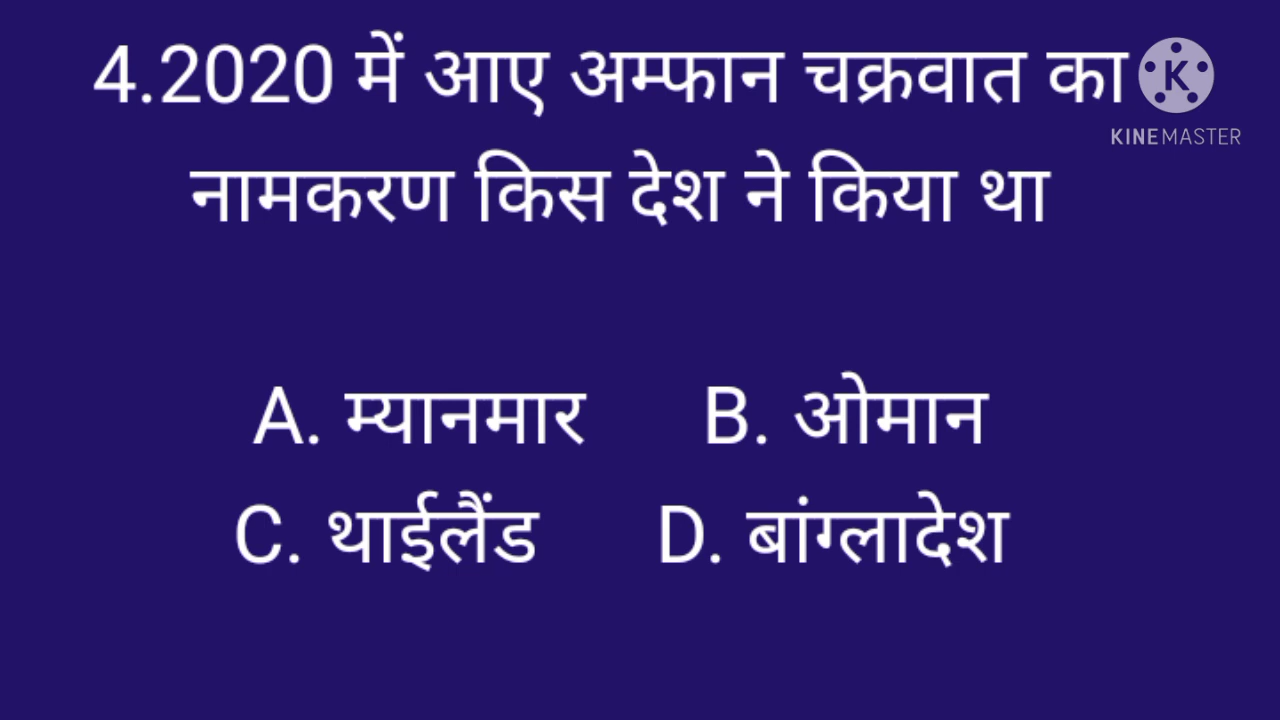 4.2020 में आए अम्फान चक्रवात का
K
KINEMASTER
नामकरण किस देश ने किया था
A. म्यानमार B. ओमान
C. थाईलैंड D. बांग्लादेश